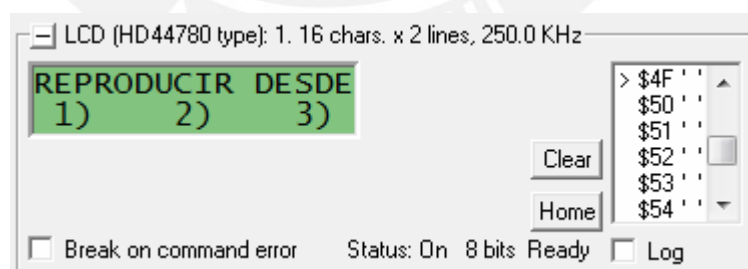 LCD (HD44780 type): 1. 16 chars. x 2 lines, 250.0 KHz
REPRODUCIR DESDE
1) 2) 3)
> $4F ' '
$50 ' '
$51 ' '
$52 ' '
$53 ' '
$54 ' '
Clear
Home
Break on command error Status: On 8 bits Ready Log